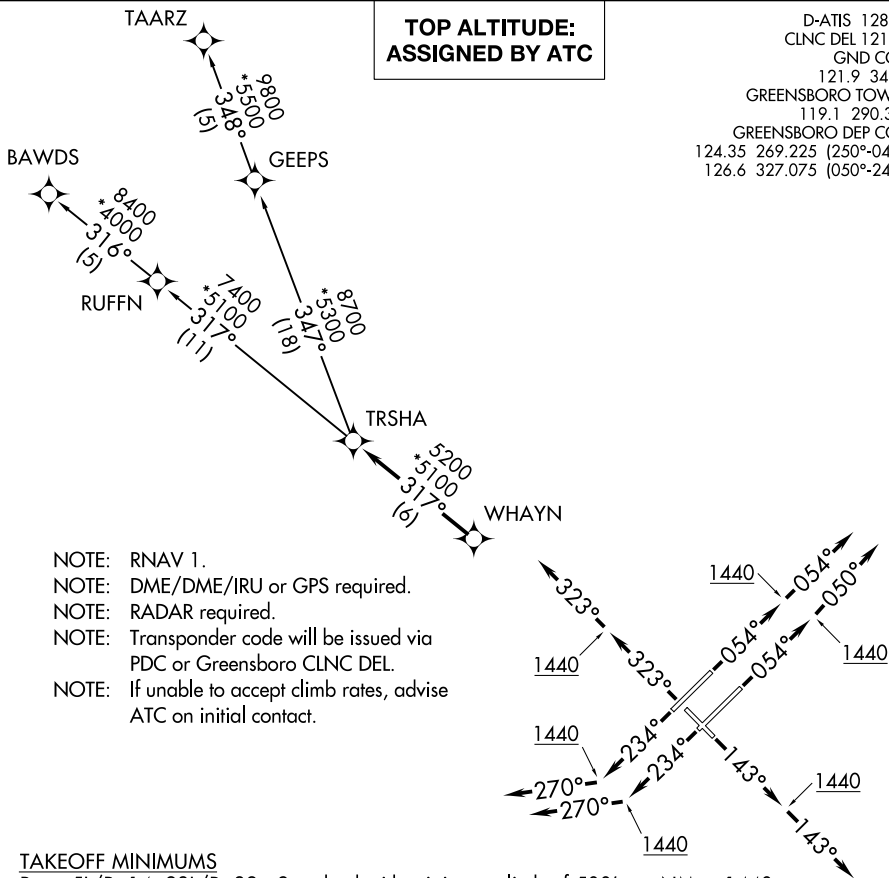 TOP ALTITUDE:
ASSIGNED BY ATC
D-ATIS 128
CLNC DEL 121
GND CO
121.9 34
GREENSBORO TOW
119.1 290.3
GREENSBORO DEP CO
124.35 269.225 (250°-04
126.6 327.075 (050°-24
TAARZ
9800
*5500
348°
(5)
GEEPS
BAWDS
8400
*4000
316°
(5)
RUFFN
7400
*5100
317°
(11)
8700
*5300
347°
(18)
TRSHA
5200
*5100
317°
(6)
WHAYN
NOTE: RNAV 1.
NOTE: DME/DME/IRU or GPS required.
NOTE: RADAR required.
NOTE: Transponder code will be issued via
PDC or Greensboro CLNC DEL.
NOTE: If unable to accept climb rates, advise
ATC on initial contact.
323°
1440
323°
1440
054°
054°
050°
054°
1440
234°
1440
270°
234°
270°
1440
143°
1440
143°
TAKEOFF MINIMUMS